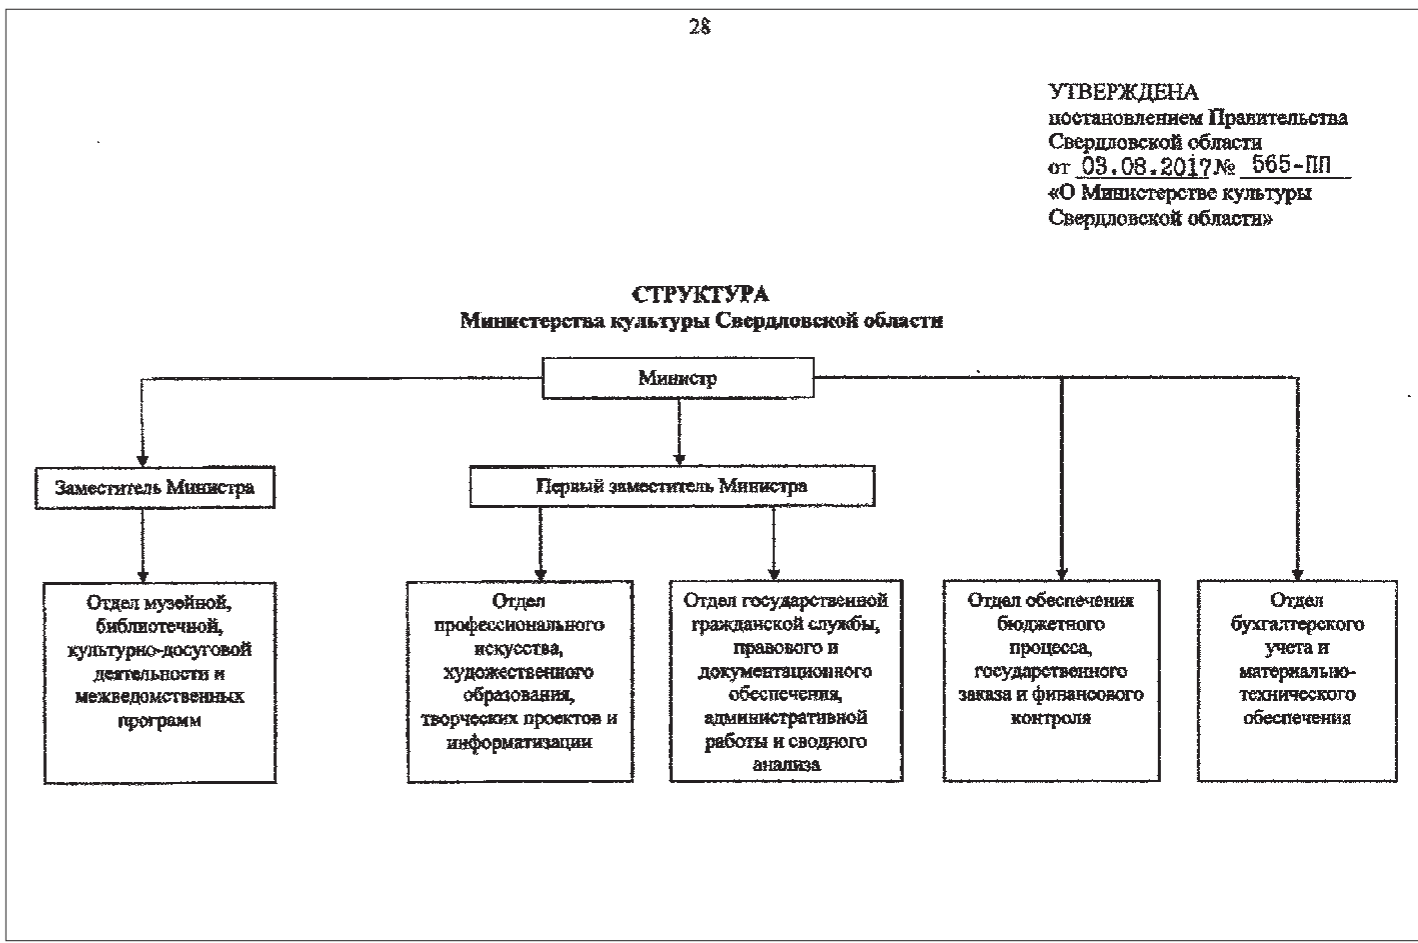 28
УТВЕРЖДЕНА
постановлением Правительства
Свердловской области
от 03.08.2017 № 565-ПП
«О Министерстве культуры
Свердловской области»
СТРУКТУРА
Министерства культуры Свердловской области
Министр
Заместитель Министра
Первый заместитель Министра
Отдел музейной,
библиотечной,
культурно-досуговой
деятельности и
межведомственных
программ
Отдел
профессионального
искусства,
художественного
образования,
творческих проектов и
информатизации
Отдел государственной
гражданской службы,
правового и
документационного
обеспечения,
административной
работы и сводного
анализа
Отдел обеспечения
бюджетного
процесса,
государственного
заказа и финансового
контроля
Отдел
бухгалтерского
учета и
материально-
технического
обеспечения